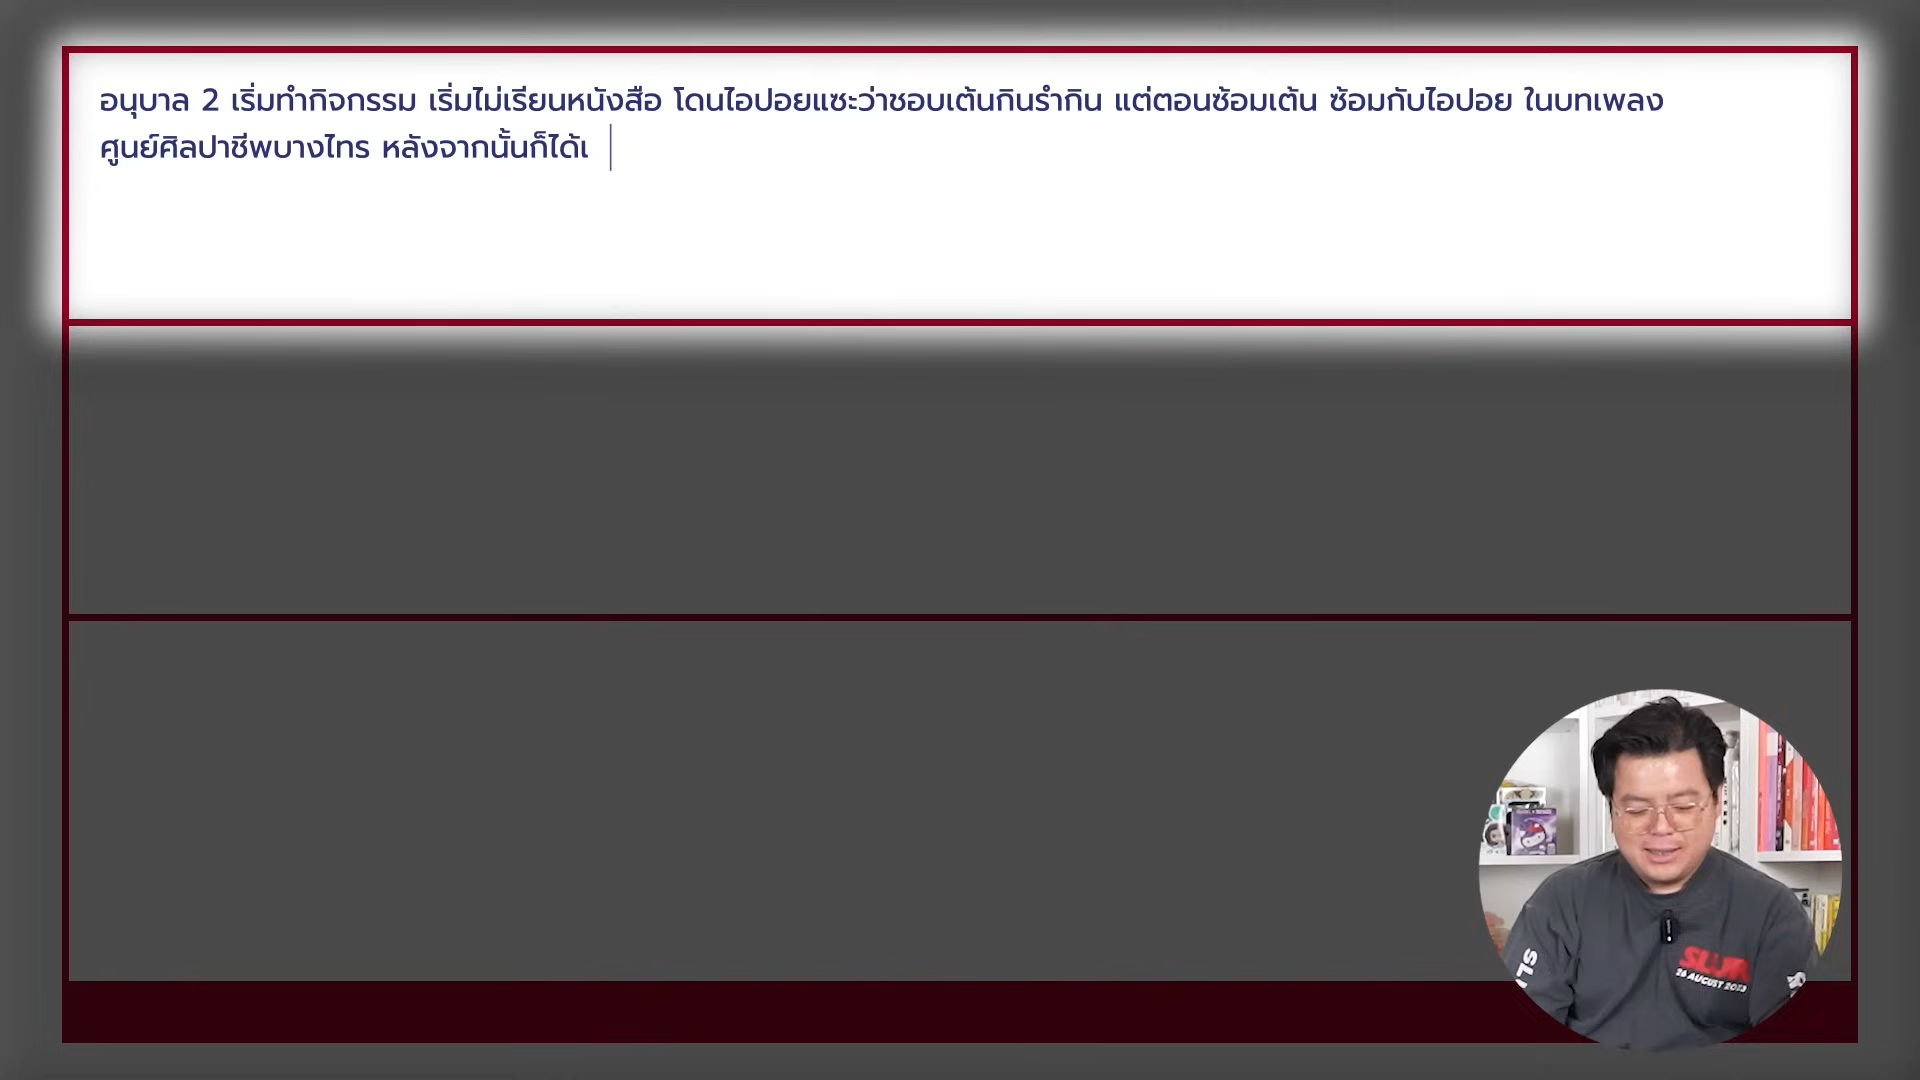 อนุบาล 2 เริ่มทำกิจกรรม เริ่มไม่เรียนหนังสือ โดนไอปอยแซะว่าชอบเต้นกินรำกิน แต่ตอนซ้อมเต้น ซ้อมกับไอปอย ในบทเพลง
ศูนย์ศิลปาชีพบางไทร หลังจากนั้นก็ได้เ
26 AUGUST 2023